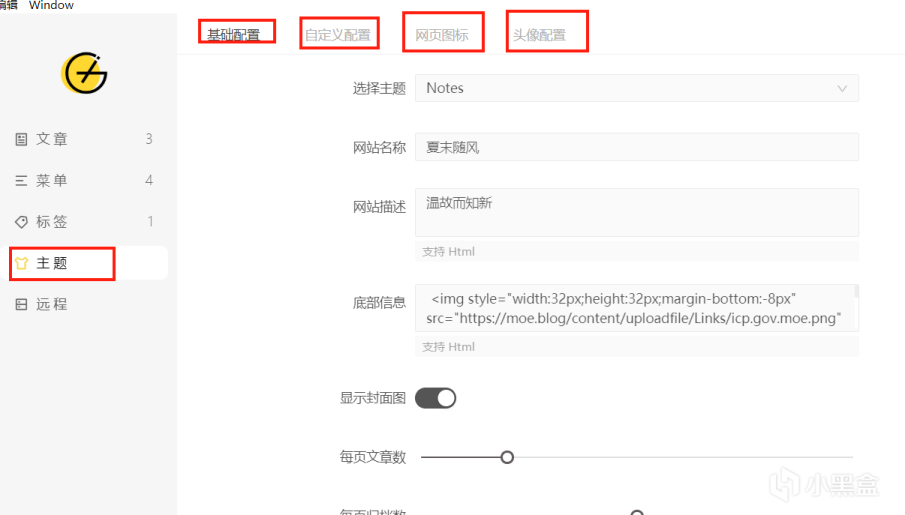 编辑 Window
基础配置 自定义配置 网页图标 头像配置
文章 3
菜单 4
标签 1
主题
远程
选择主题 Notes
网站名称 夏末随风
网站描述 温故而知新
支持 Html
底部信息 <img style="width:32px;height:32px;margin-bottom:-8px"
src="https://moe.blog/content/uploadfile/Links/icp.gov.moe.png"
支持 Html
显示封面图
每页文章数
每页归档数
小黑盒